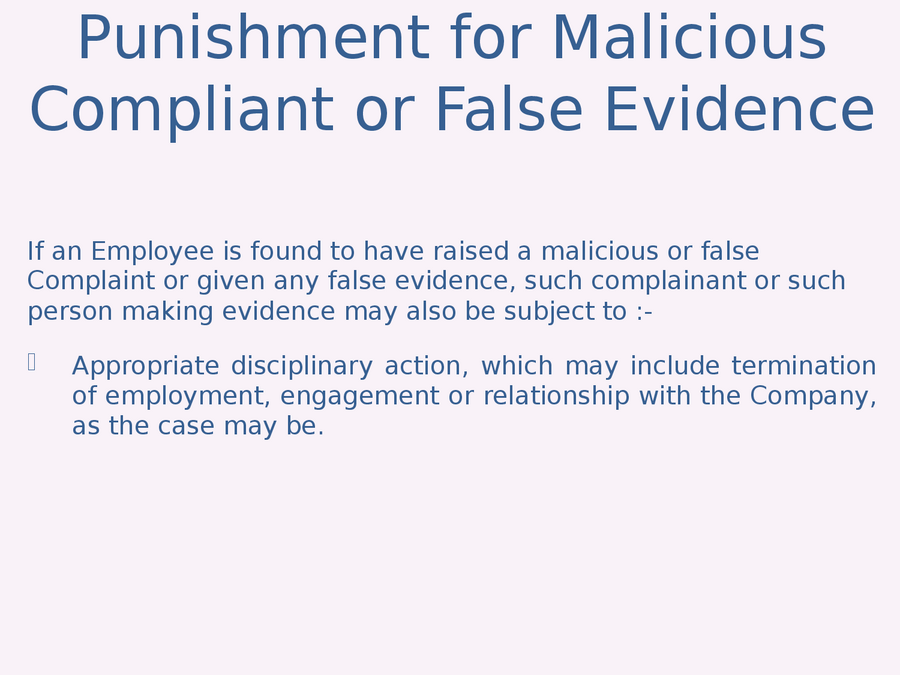 Punishment for Malicious
Compliant or False Evidence
If an Employee is found to have raised a malicious or false
Complaint or given any false evidence, such complainant or such
person making evidence may also be subject to :-
Appropriate disciplinary action, which may include termination
of employment, engagement or relationship with the Company,
as the case may be.